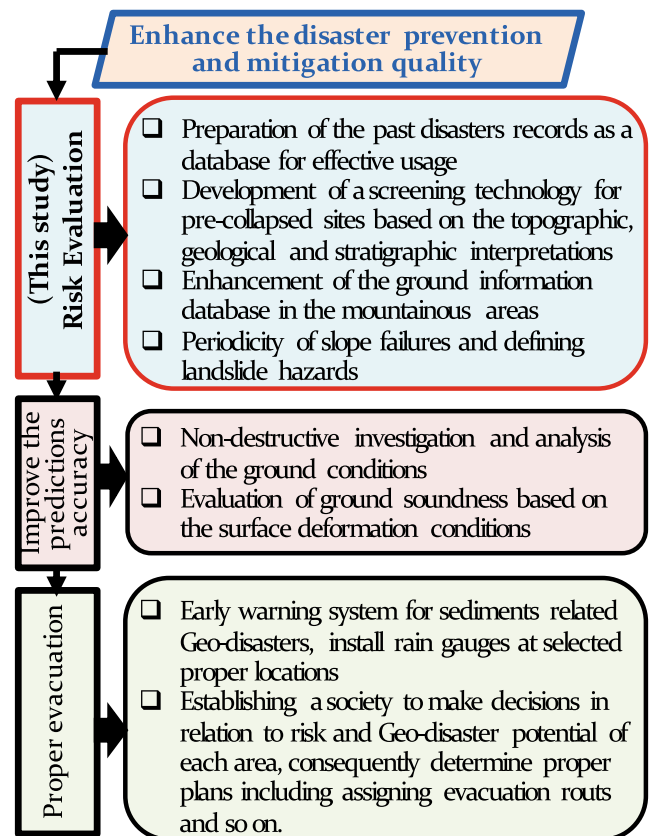 Enhance the disaster prevention
and mitigation quality
(This study)
Risk Evaluation
❑ Preparation of the past disasters records as a
database for effective usage
❑ Development of a screening technology for
pre-collapsed sites based on the topographic,
geological and stratigraphic interpretations
❑ Enhancement of the ground information
database in the mountainous areas
❑ Periodicity of slope failures and defining
landslide hazards
Improve the
predictions
accuracy
❑ Non-destructive investigation and analysis
of the ground conditions
❑ Evaluation of ground soundness based on
the surface deformation conditions
Proper evacuation
❑ Early warning system for sediments related
Geo-disasters, install rain gauges at selected
proper locations
❑ Establishing a society to make decisions in
relation to risk and Geo-disaster potential of
each area, consequently determine proper
plans including assigning evacuation routs
and so on.